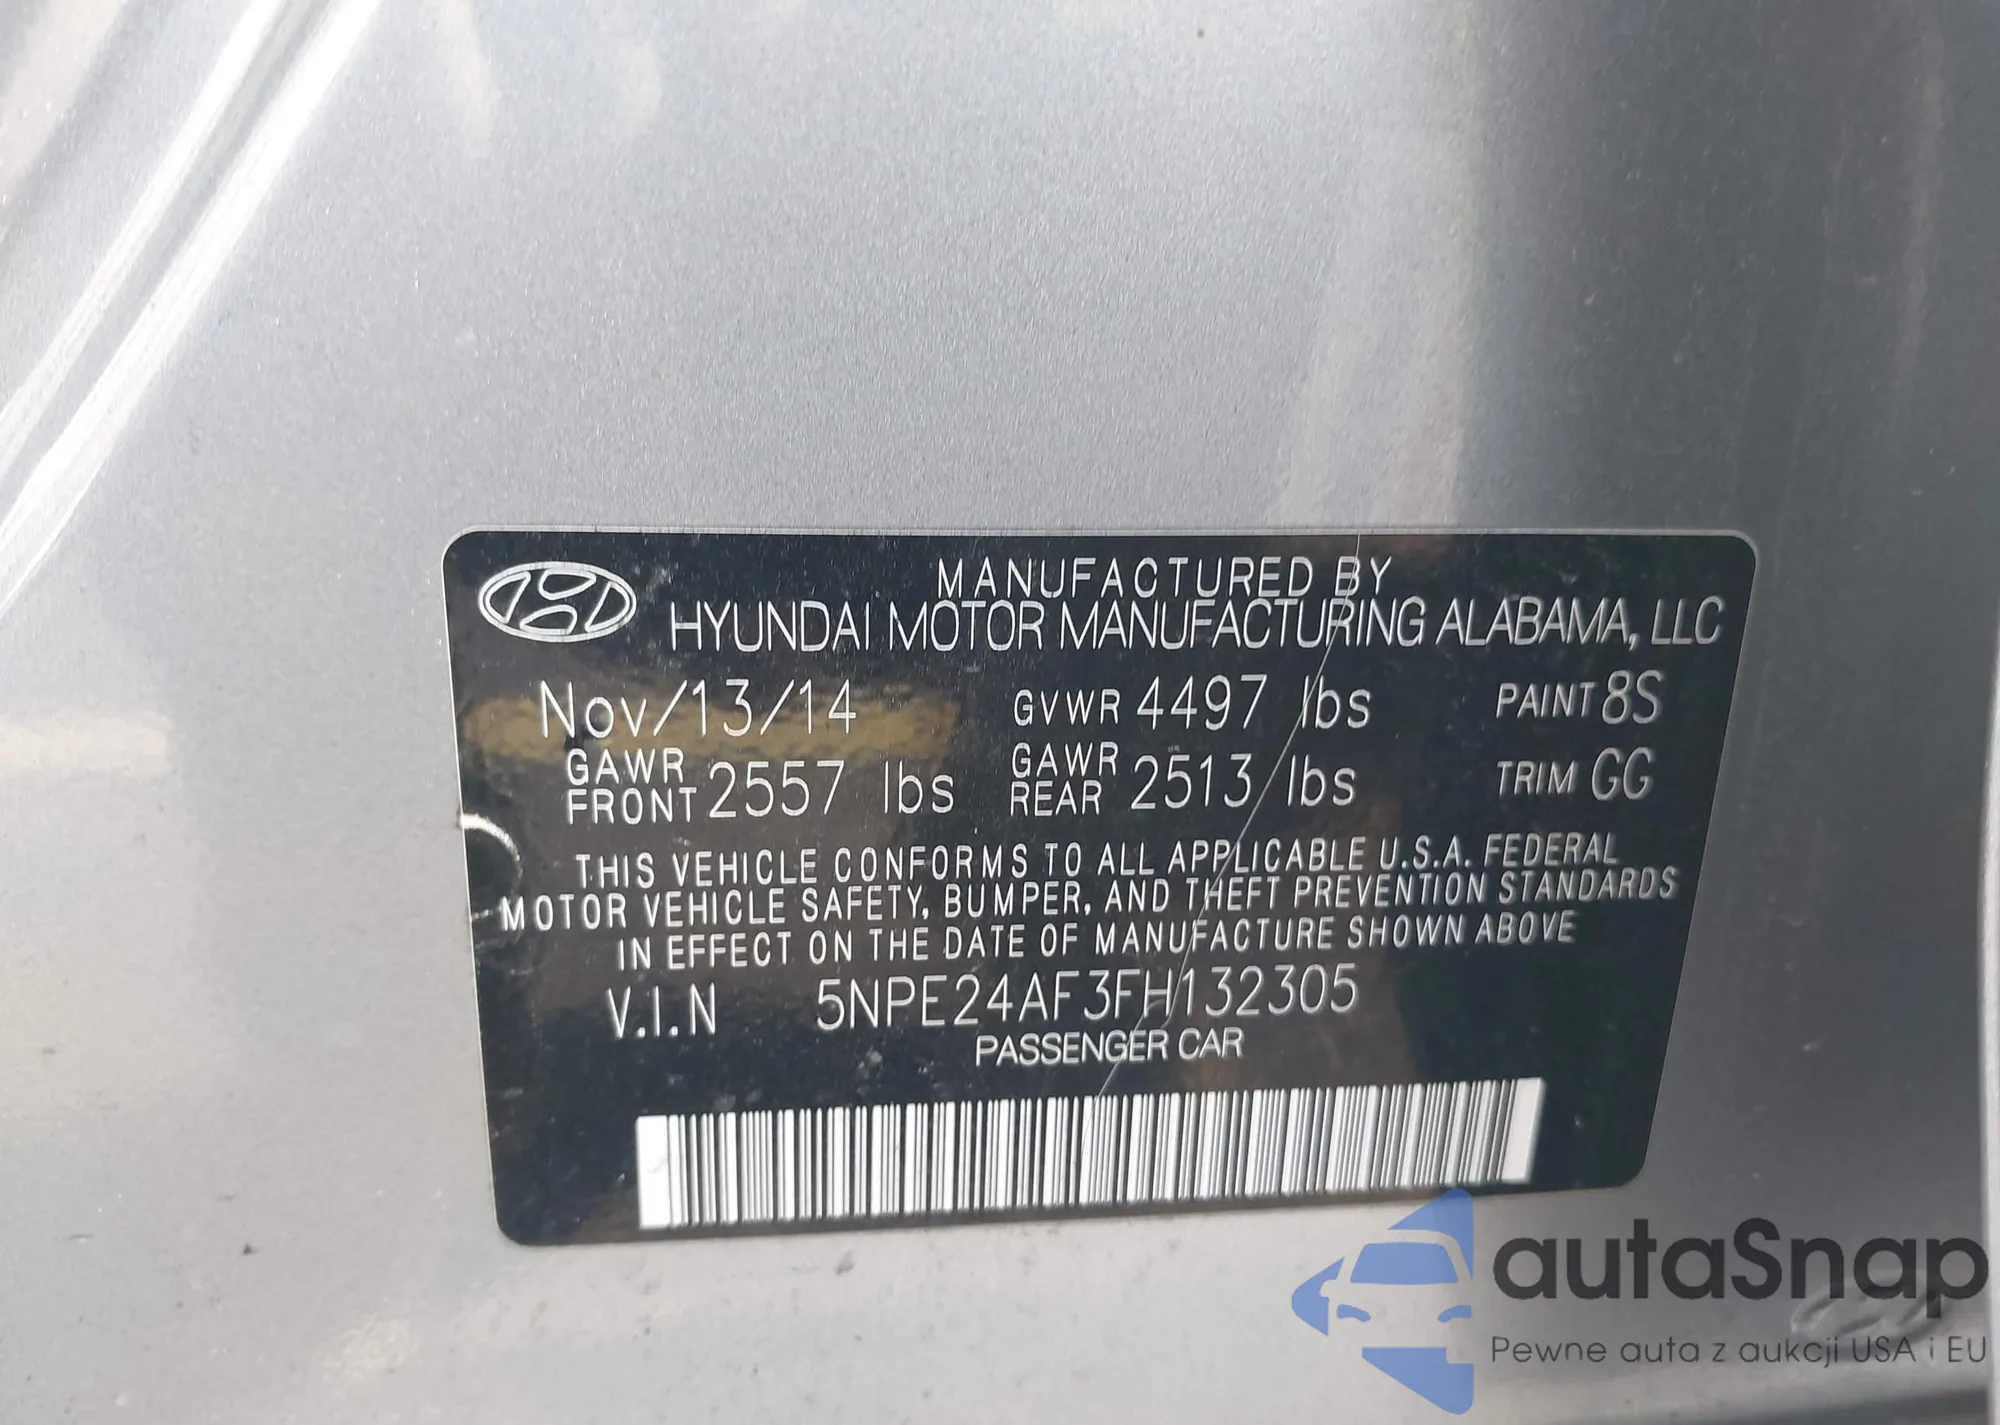 MANUFACTURED BY
HYUNDAI MOTOR MANUFACTURING ALABAMA, LLC
Nov/13/14 GVWR 4497 lbs PAINT 8S
GAWR FRONT 2557 lbs GAWR REAR 2513 lbs TRIM GG
THIS VEHICLE CONFORMS TO ALL APPLICABLE U.S.A. FEDERAL
MOTOR VEHICLE SAFETY, BUMPER, AND THEFT PREVENTION STANDARDS
IN EFFECT ON THE DATE OF MANUFACTURE SHOWN ABOVE
V.I.N 5NPE24AF3FH132305
PASSENGER CAR
autaSnap
Pewne auta z aukcji USA i EU